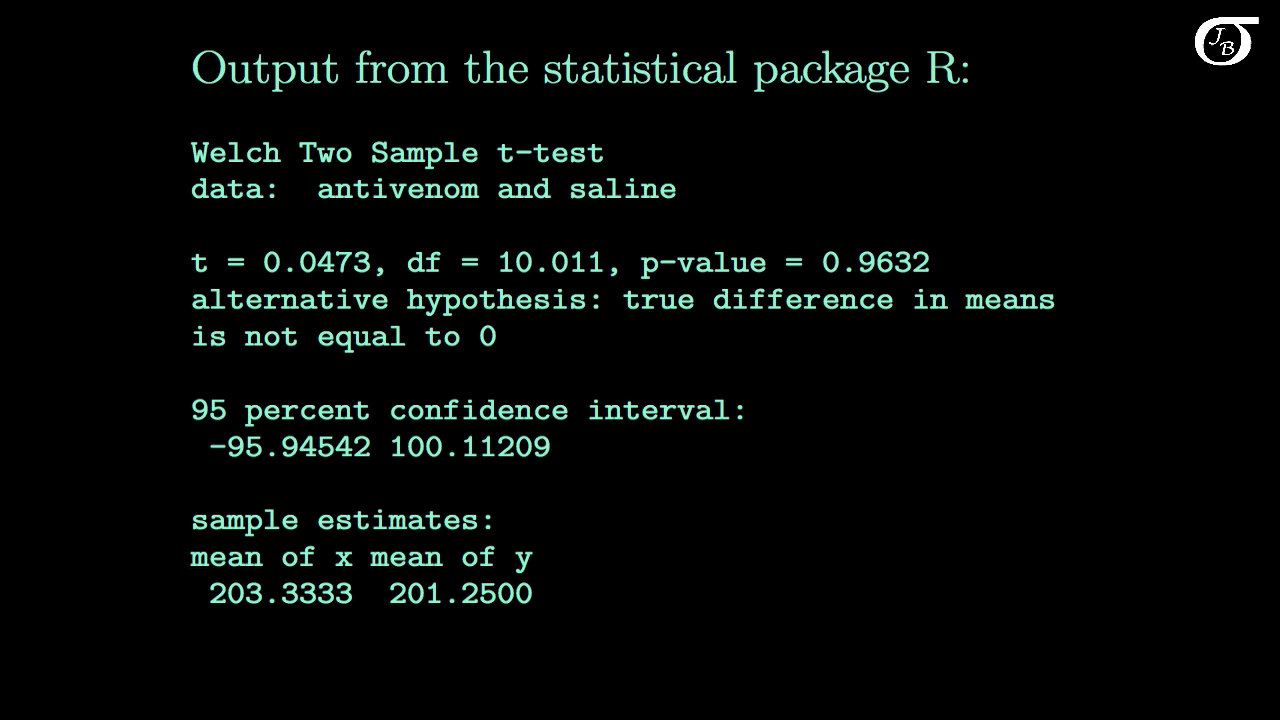 Output from the statistical package R:
JB
Welch Two Sample t-test
data:  antivenom and saline
t = 0.0473, df = 10.011, p-value = 0.9632
alternative hypothesis: true difference in means
is not equal to 0
95 percent confidence interval:
-95.94542 100.11209
sample estimates:
mean of x mean of y
203.3333  201.2500